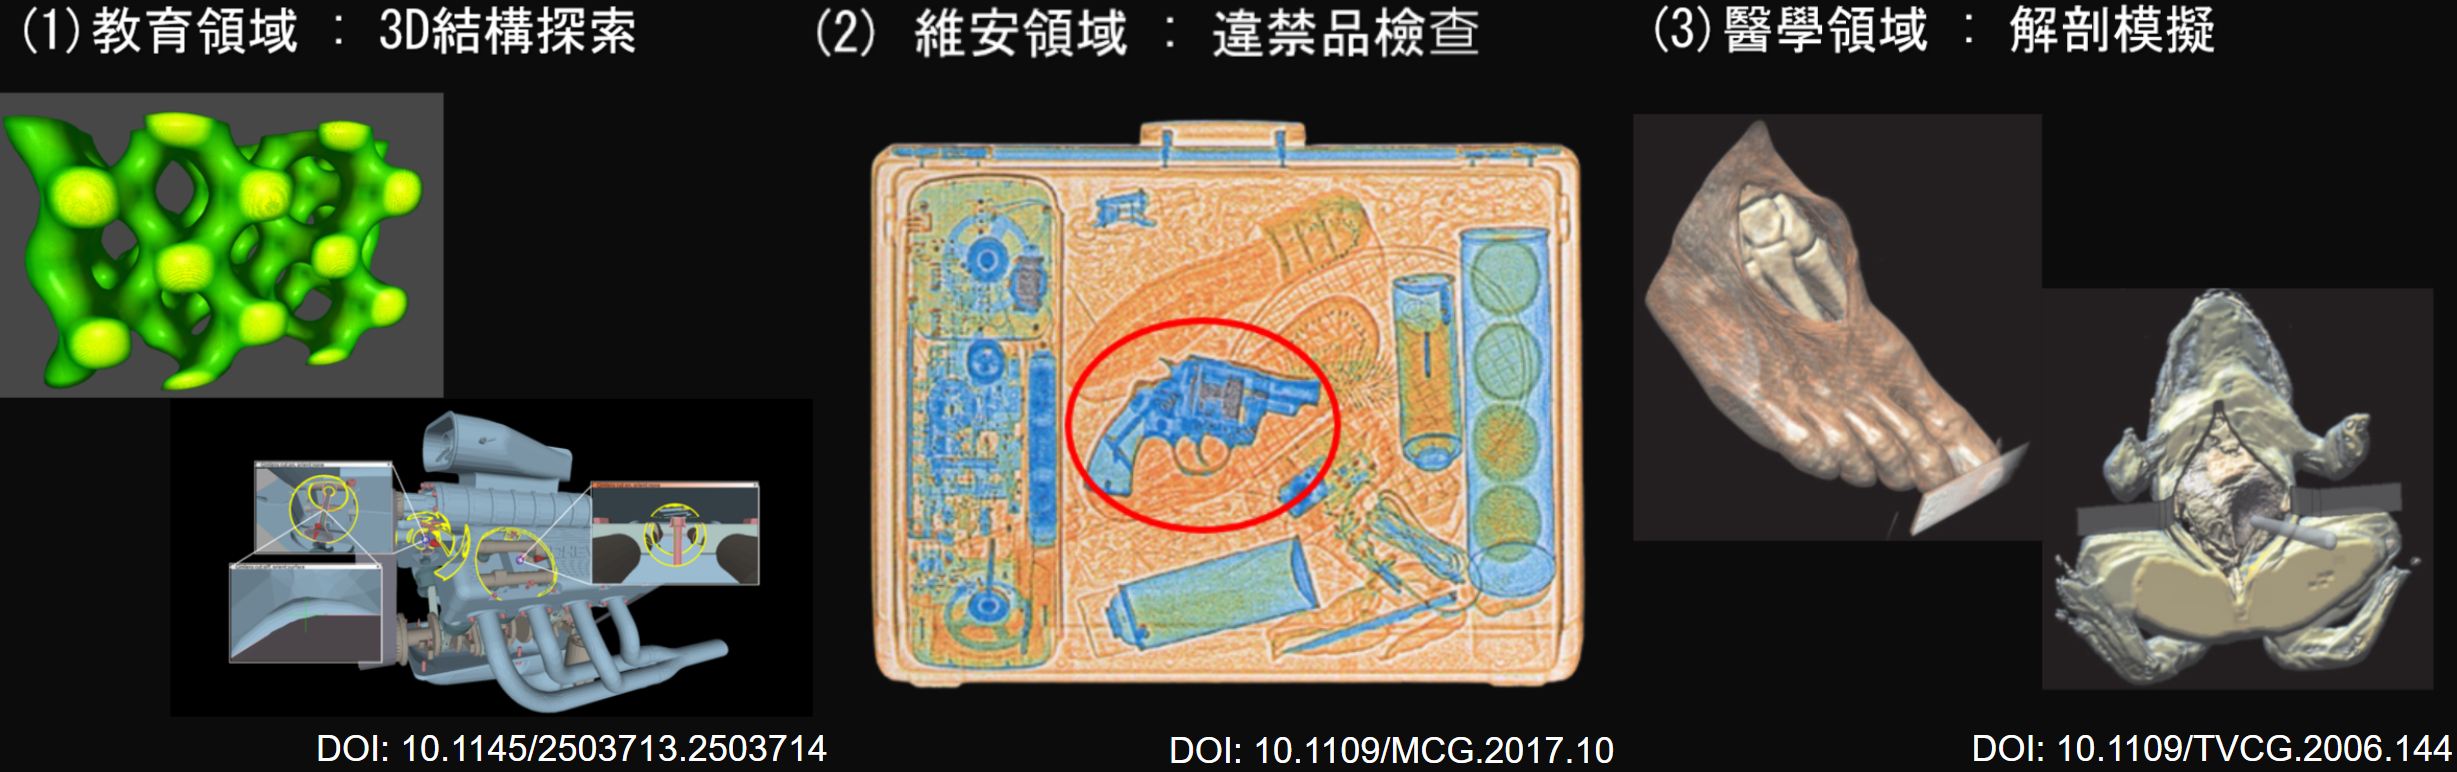 (1)教育領域 : 3D結構探索
(2) 維安領域 : 違禁品檢查
(3)醫學領域 : 解剖模擬
DOI: 10.1145/2503713.2503714
DOI: 10.1109/MCG.2017.10
DOI: 10.1109/TVCG.2006.144